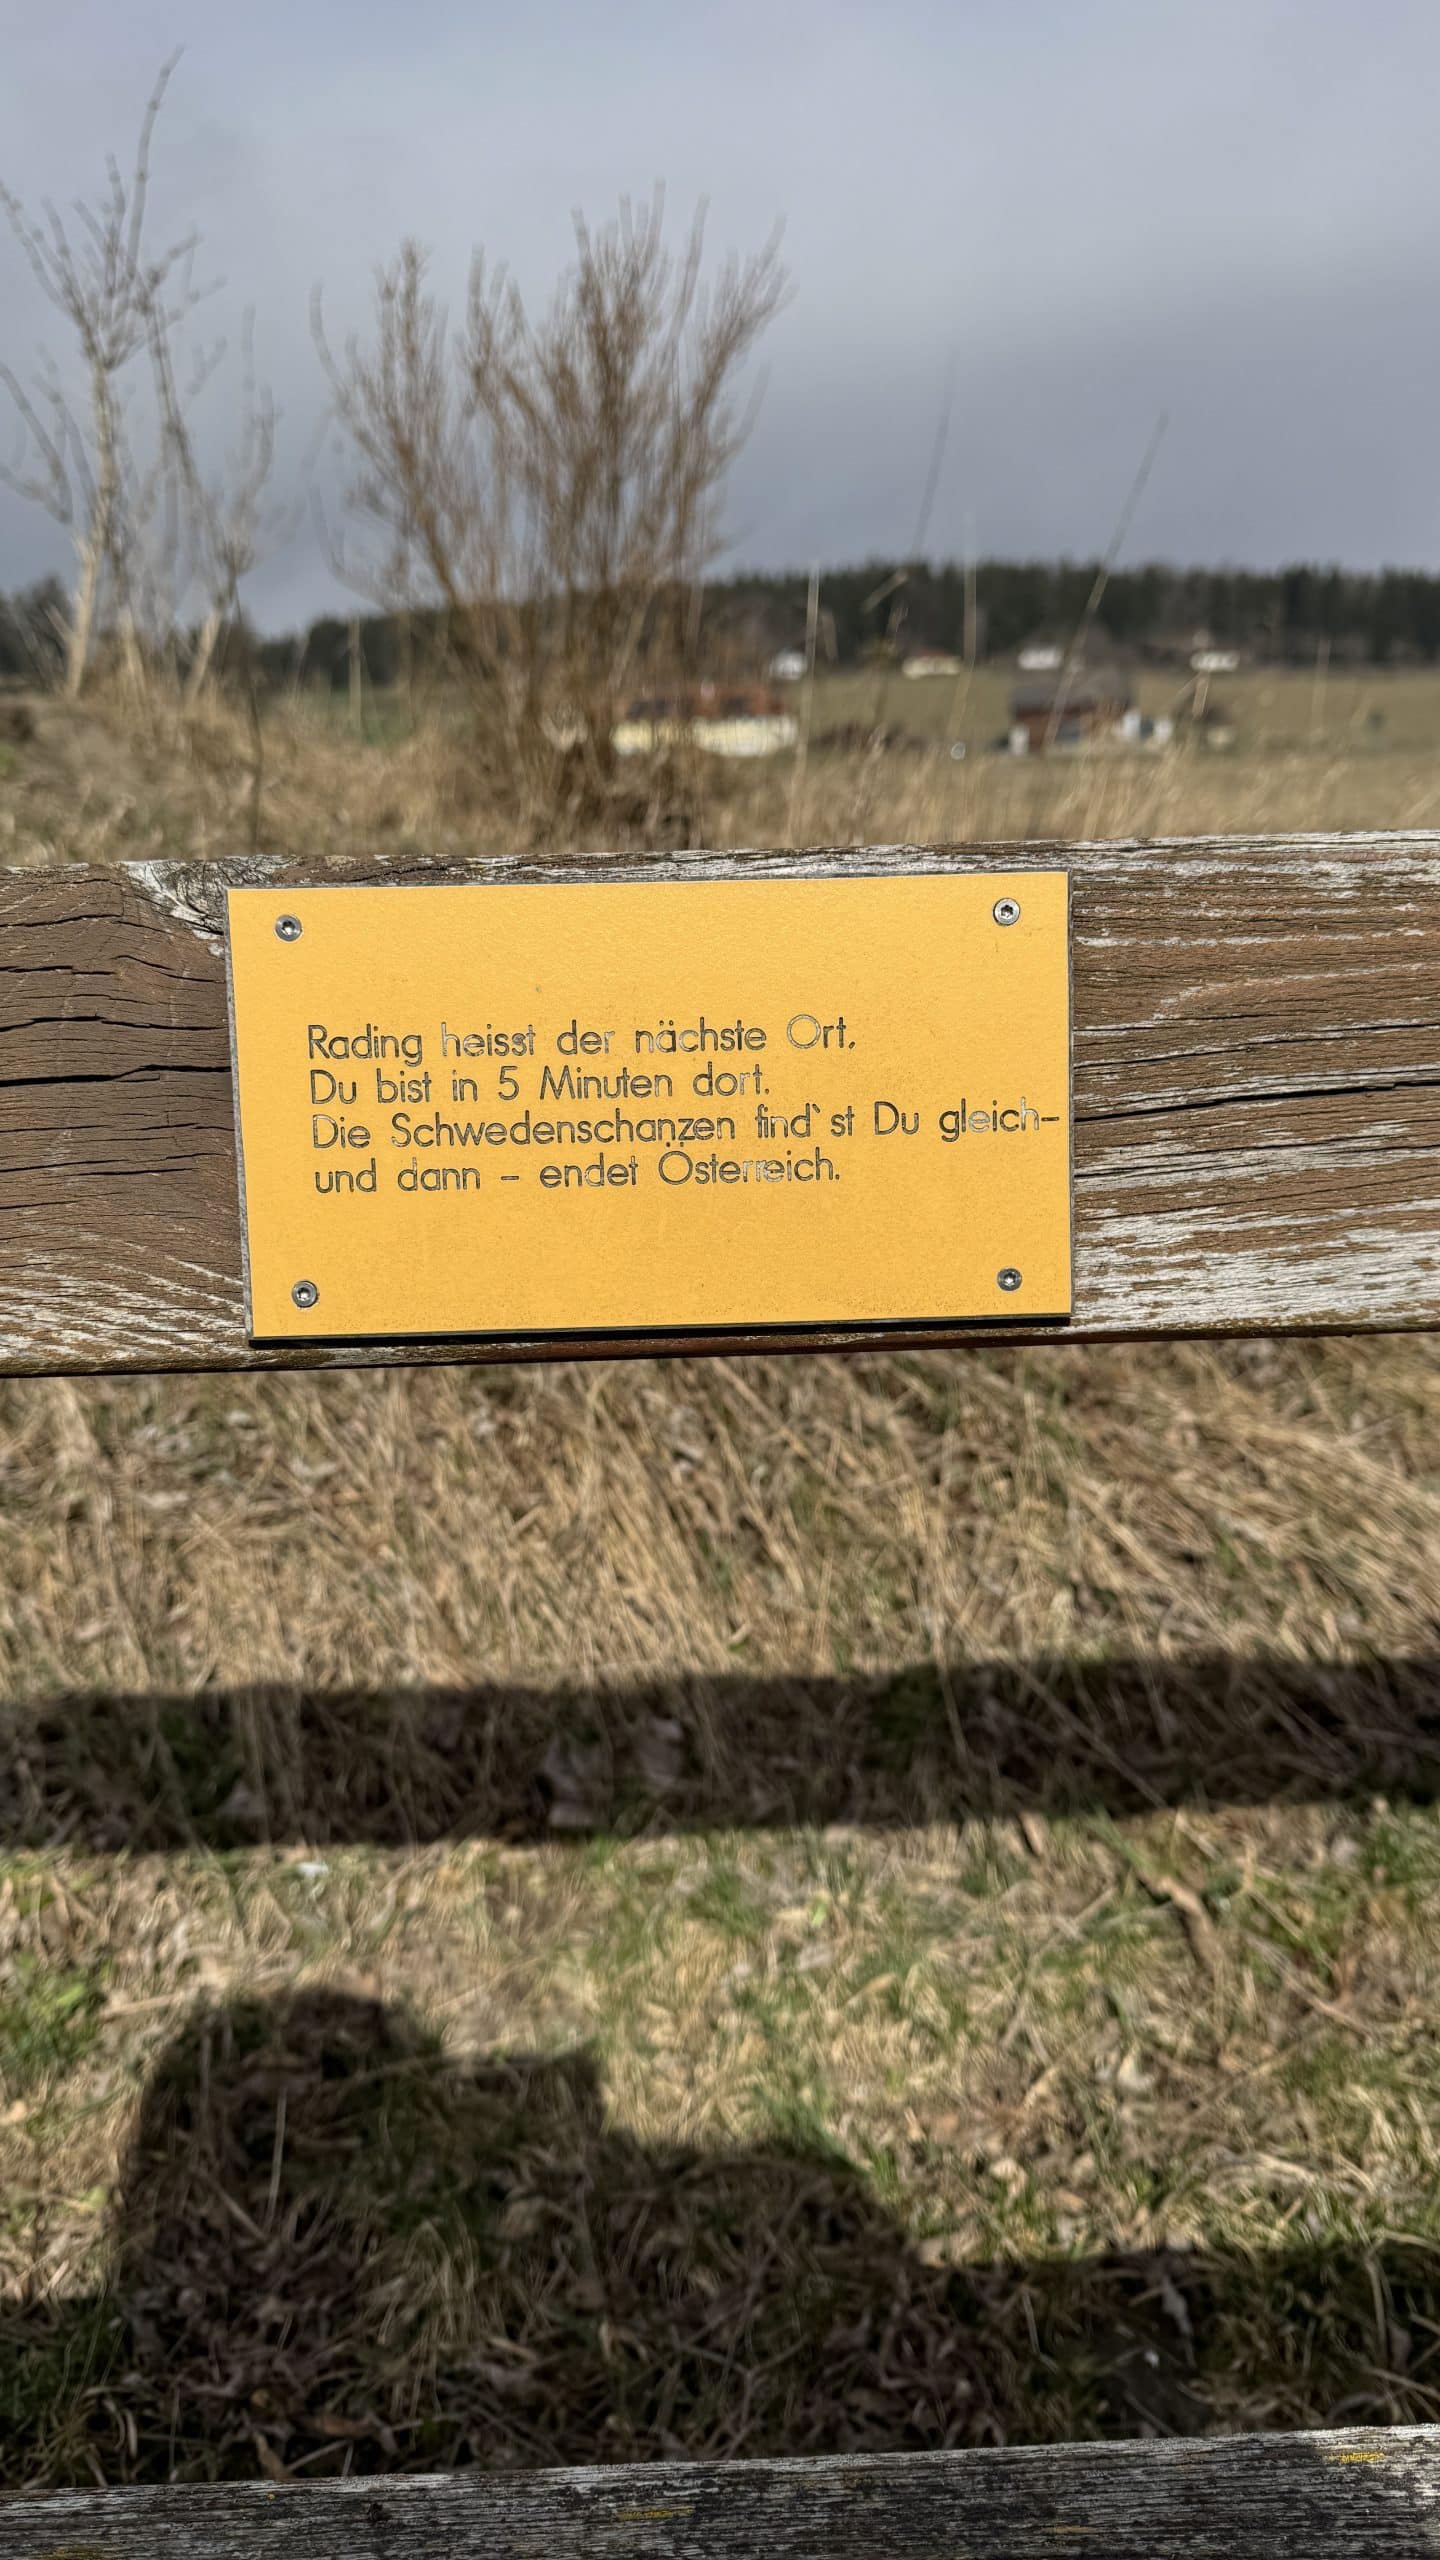 Rading heisst der nächste Ort,
Du bist in 5 Minuten dort.
Die Schwedenschanzen find`st Du gleich-
und dann - endet Österreich.